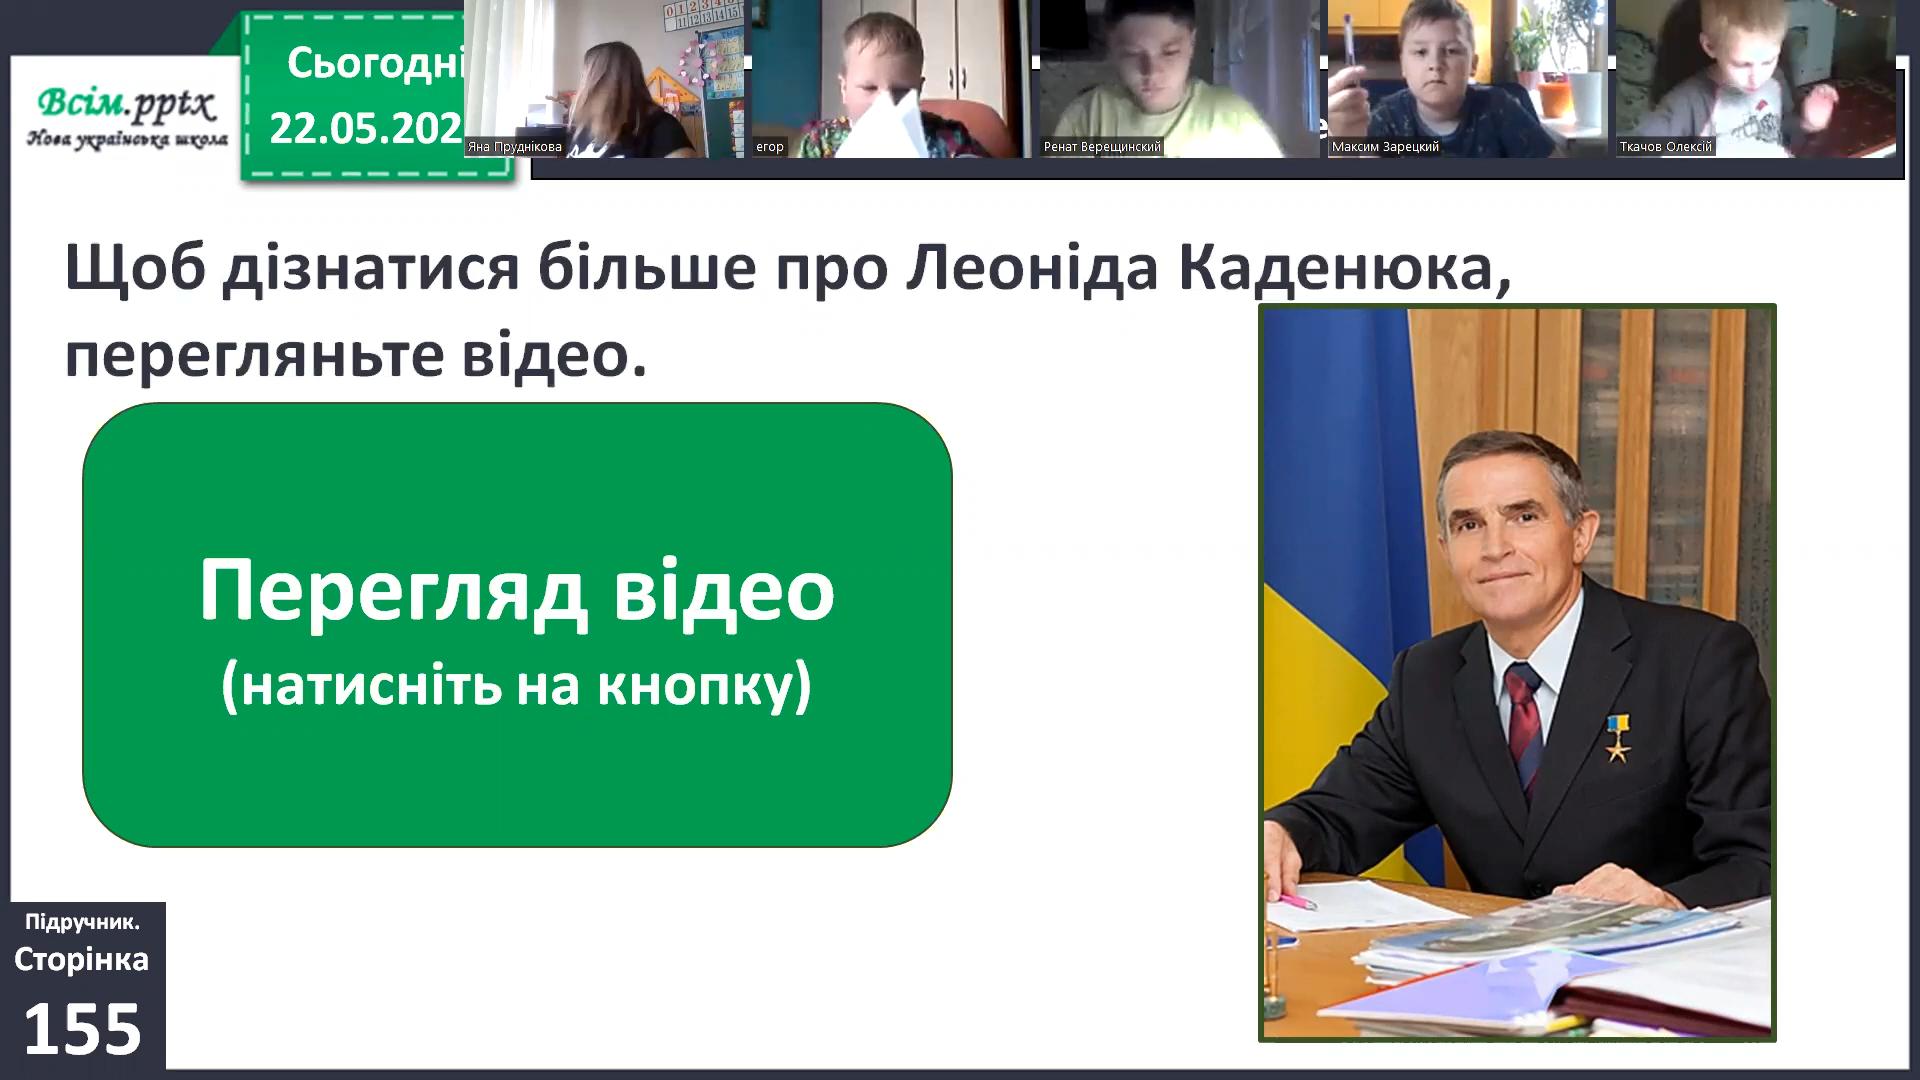 Всім.pptx
Нова українська школа
Сьогодні
22.05.202
Яна Пруднікова
егор
Ренат Верещинский
Максим Зарецкий
Ткачов Олексій
Щоб дізнатися більше про Леоніда Каденюка,
перегляньте відео.
Перегляд відео
(натисніть на кнопку)
Підручник.
Сторінка
155